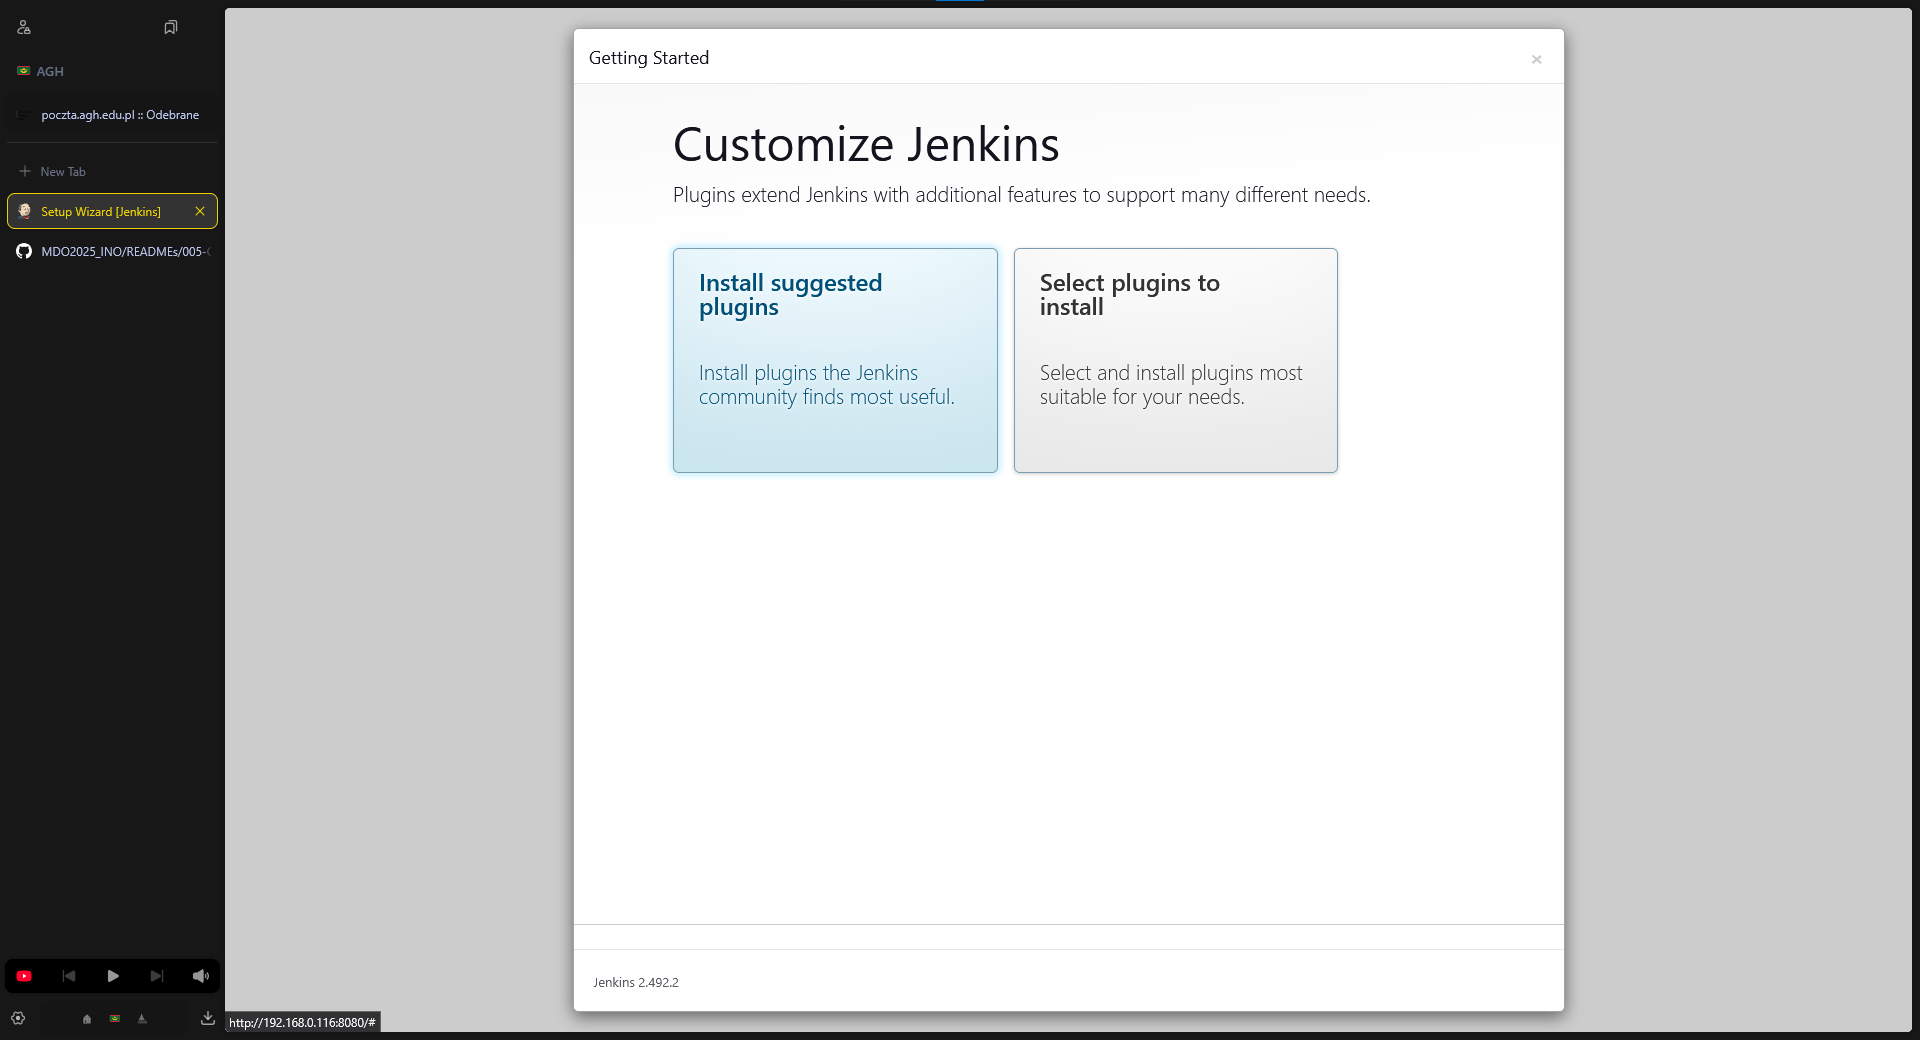 AGH
poczta.agh.edu.pl :: Odebrane
New Tab
Setup Wizard [Jenkins]
MDO2025_INO/READMEs/005-
Getting Started
Customize Jenkins
Plugins extend Jenkins with additional features to support many different needs.
Install suggested
plugins
Install plugins the Jenkins
community finds most useful.
Select plugins to
install
Select and install plugins most
suitable for your needs.
Jenkins 2.492.2
http://192.168.0.116:8080/#